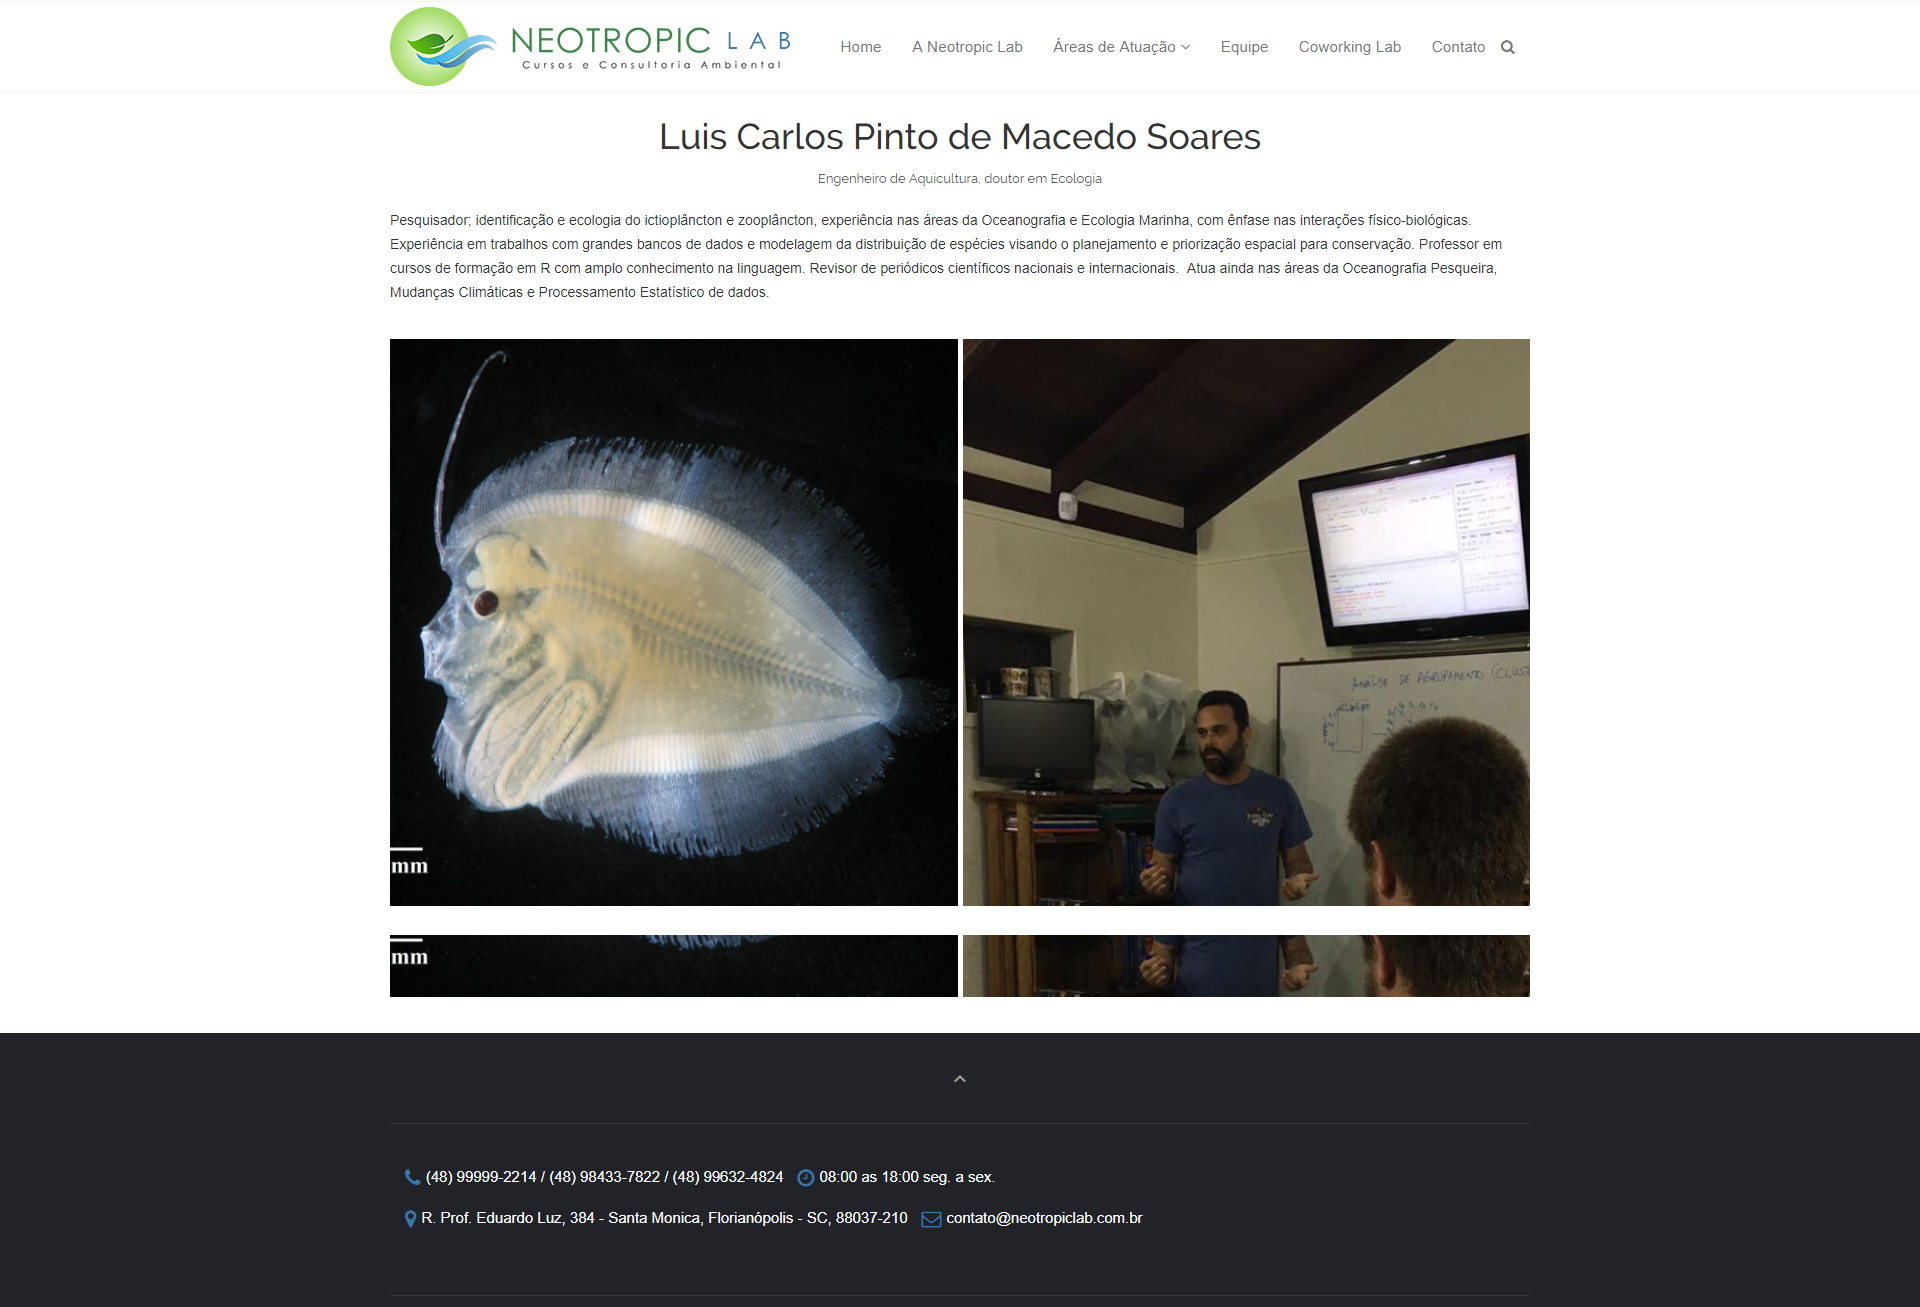 NEOTROPIC LAB
Cursos e Consultoria Ambiental
Home
A Neotropic Lab
Áreas de Atuação
Equipe
Coworking Lab
Contato
Luis Carlos Pinto de Macedo Soares
Engenheiro de Aquicultura, doutor em Ecologia
Pesquisador; identificação e ecologia do ictioplâncton e zooplâncton, experiência nas áreas da Oceanografia e Ecologia Marinha, com ênfase nas interações físico-biológicas.
Experiência em trabalhos com grandes bancos de dados e modelagem da distribuição de espécies visando o planejamento e priorização espacial para conservação. Professor em
cursos de formação em R com amplo conhecimento na linguagem. Revisor de periódicos científicos nacionais e internacionais.  Atua ainda nas áreas da Oceanografia Pesqueira,
Mudanças Climáticas e Processamento Estatístico de dados.
mm
ANÁLISE DE AGRUPAMENTO (CLUST
mm
(48) 99999-2214 / (48) 98433-7822 / (48) 99632-4824
08:00 as 18:00 seg. a sex.
R. Prof. Eduardo Luz, 384 - Santa Monica, Florianópolis - SC, 88037-210
contato@neotropiclab.com.br